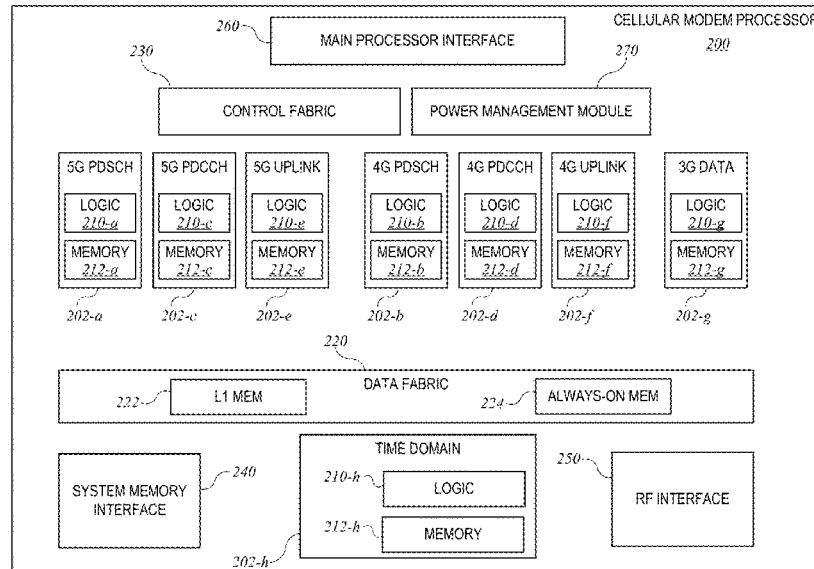 CELLULAR MODEM PROCESSOR
200
260
MAIN PROCESSOR INTERFACE
230
270
CONTROL FABRIC
POWER MANAGEMENT MODULE
5G PDSCH
5G PDCCH
5G UPLINK
4G PDSCH
4G PDCCH
4G UPLINK
3G DATA
LOGIC
LOGIC
LOGIC
LOGIC
LOGIC
LOGIC
LOGIC
210-a
210-c
210-e
210-b
210-d
210-f
210-g
MEMORY
MEMORY
MEMORY
MEMORY
MEMORY
MEMORY
MEMORY
212-a
212-c
212-e
212-b
212-d
212-f
212-g
202-a
202-c
202-e
202-b
202-d
202-f
202-g
220
DATA FABRIC
222
L1 MEM
224
ALWAYS-ON MEM
TIME DOMAIN
240
250
210-h
LOGIC
SYSTEM MEMORY
INTERFACE
RF INTERFACE
212-h
MEMORY
202-h